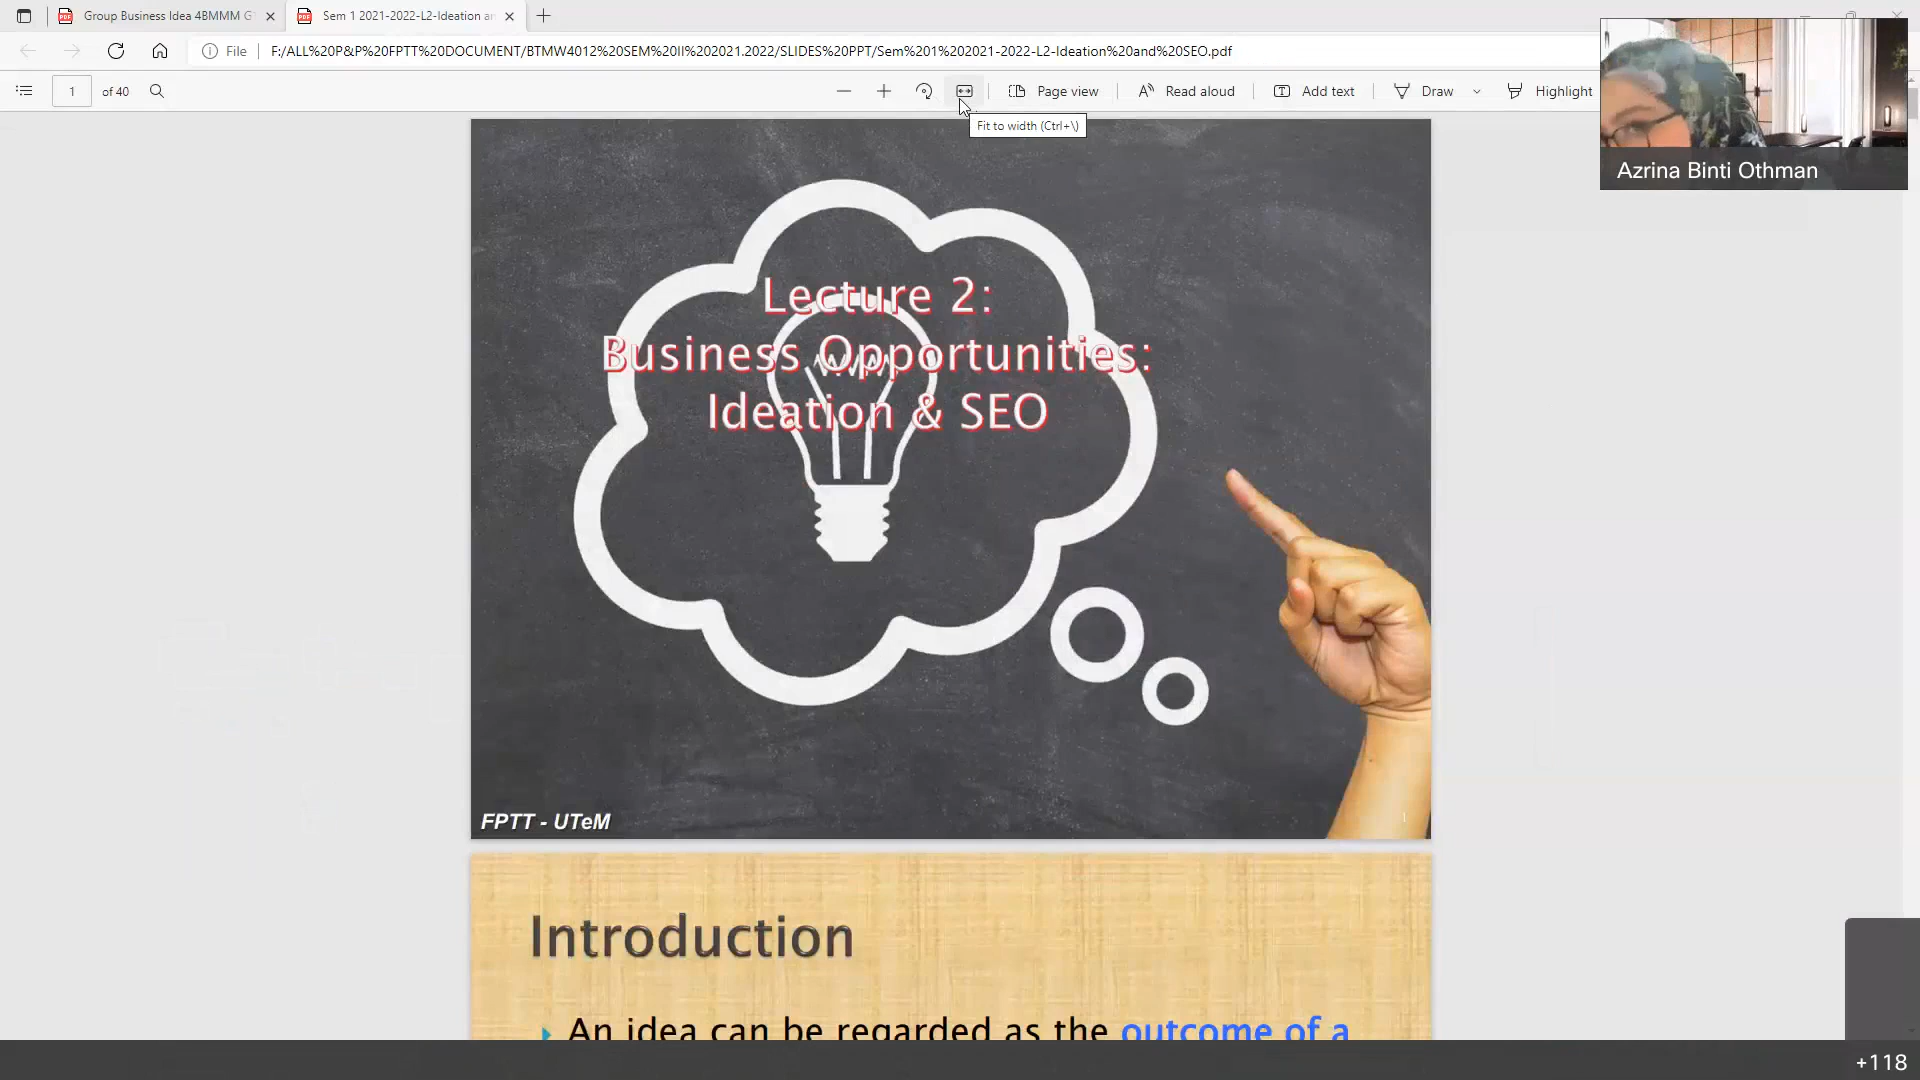 Group Business Idea 4BMMM G
Sem 1 2021-2022-L2-Ideation an
File
F:/ALL%20P&P%20FPTT%20DOCUMENT/BTMW4012%20SEM%20II%202021.2022/SLIDES%20PPT/Sem%201%202021-2022-L2-Ideation%20and%20SEO.pdf
1 of 40
Page view
Read aloud
Add text
Draw
Highlight
Fit to width (Ctrl+\)
Azrina Binti Othman
Lecture 2:
Business Opportunities:
Ideation & SEO
FPTT - UTeM
1
Introduction
An idea can be regarded as the outcome of a
+118